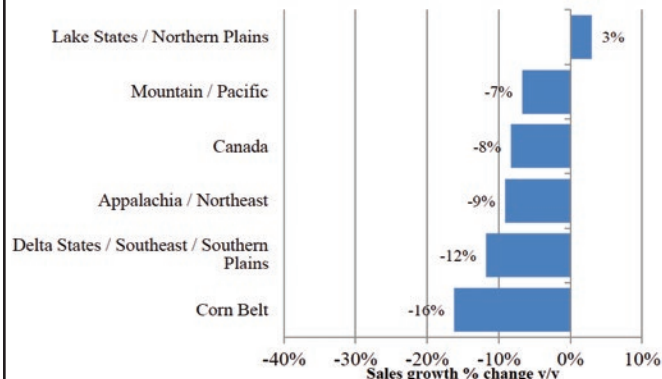 Lake States / Northern Plains 3%
Mountain / Pacific -7%
Canada -8%
Appalachia / Northeast -9%
Delta States / Southeast / Southern
Plains -12%
Corn Belt -16%
-40% -30% -20% -10% 0% 10%
Sales growth % change y/y